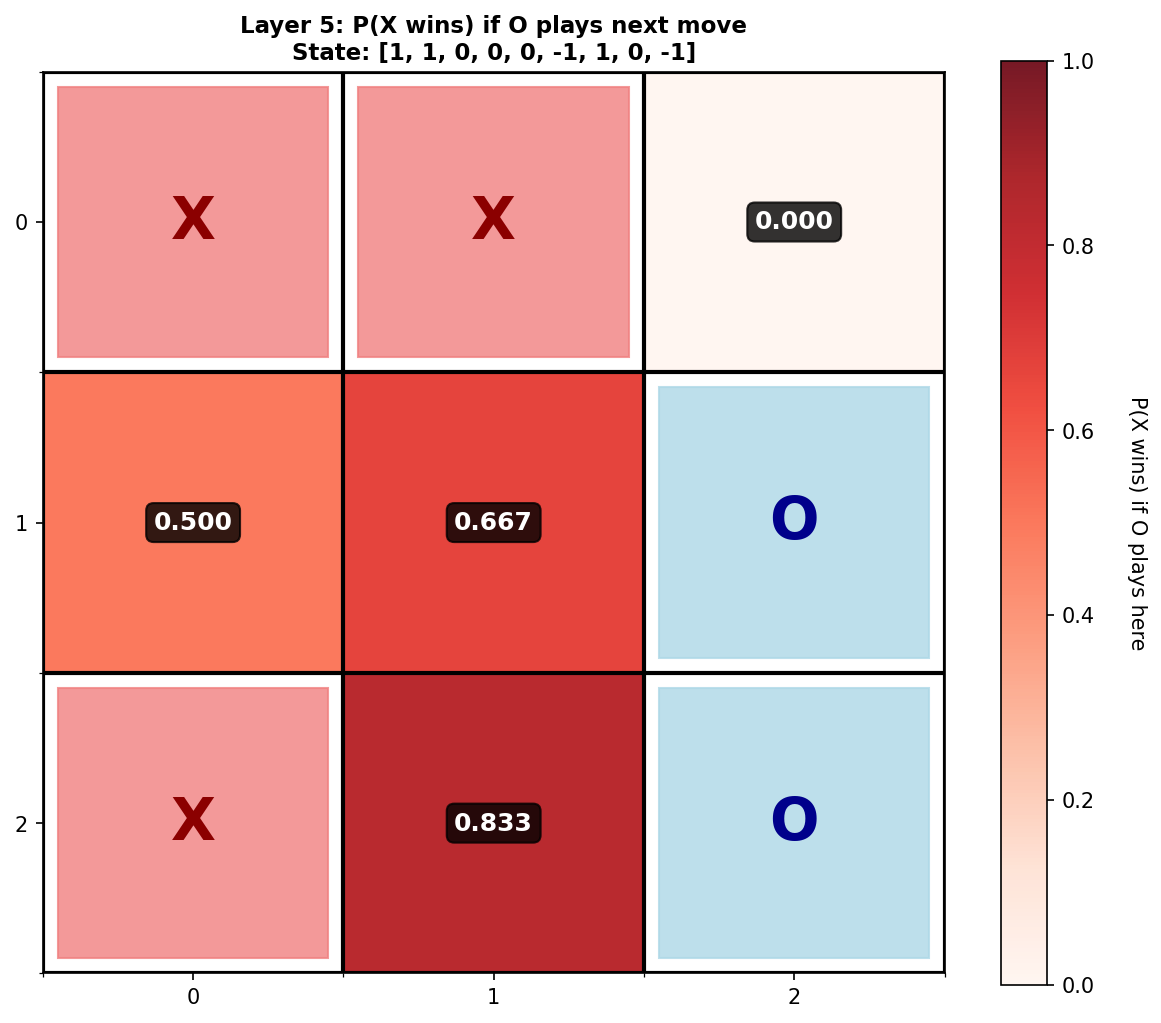 Layer 5: P(X wins) if O plays next move
State: [1, 1, 0, 0, 0, -1, 1, 0, -1]
0
X
X
0.000
1
0.500
0.667
O
2
X
0.833
O
0
1
2
1.0
0.8
0.6
0.4
0.2
0.0
P(X wins) if O plays here